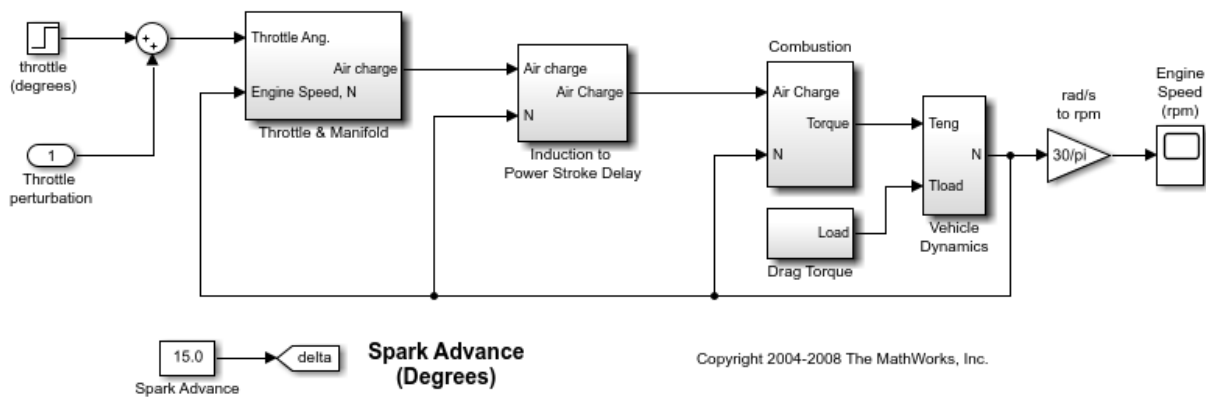 throttle
(degrees)
+
+
1
Throttle
perturbation
Throttle Ang.
Air charge
Engine Speed, N
Throttle & Manifold
Air charge
Air Charge
N
Induction to
Power Stroke Delay
Combustion
Air Charge
Torque
N
Load
Drag Torque
Teng
N
Tload
Vehicle
Dynamics
rad/s
to rpm
30/pi
Engine
Speed
(rpm)
15.0
Spark Advance
delta
Spark Advance
(Degrees)
Copyright 2004-2008 The MathWorks, Inc.